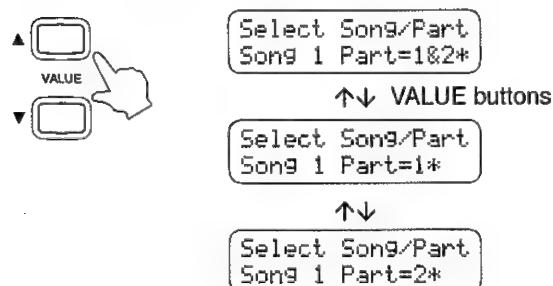 ▲
VALUE
▼
Select Song/Part
Song 1 Part=1&2*
↑↓ VALUE buttons
Select Song/Part
Song 1 Part=1*
↑↓
Select Song/Part
Song 1 Part=2*